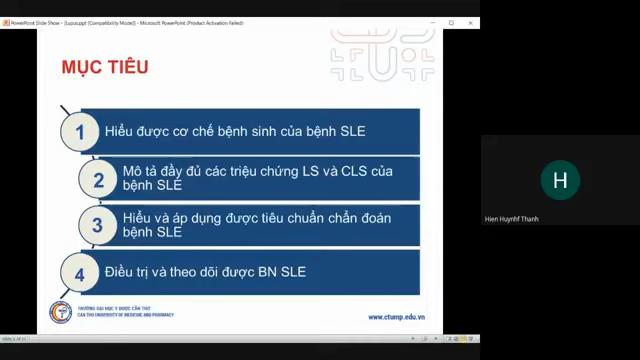 PowerPoint Slide Show - [Lupus.ppt [Compatibility Mode]] - Microsoft PowerPoint (Product Activation Failed)
MỤC TIÊU
1 Hiểu được cơ chế bệnh sinh của bệnh SLE
2 Mô tả đầy đủ các triệu chứng LS và CLS của
bệnh SLE
3 Hiểu và áp dụng được tiêu chuẩn chẩn đoán
bệnh SLE
4 Điều trị và theo dõi được BN SLE
TRƯỜNG ĐẠI HỌC Y DƯỢC CẦN THƠ
CAN THO UNIVERSITY OF MEDICINE AND PHARMACY
www.ctump.edu.vn
H
Hien Huynhf Thanh